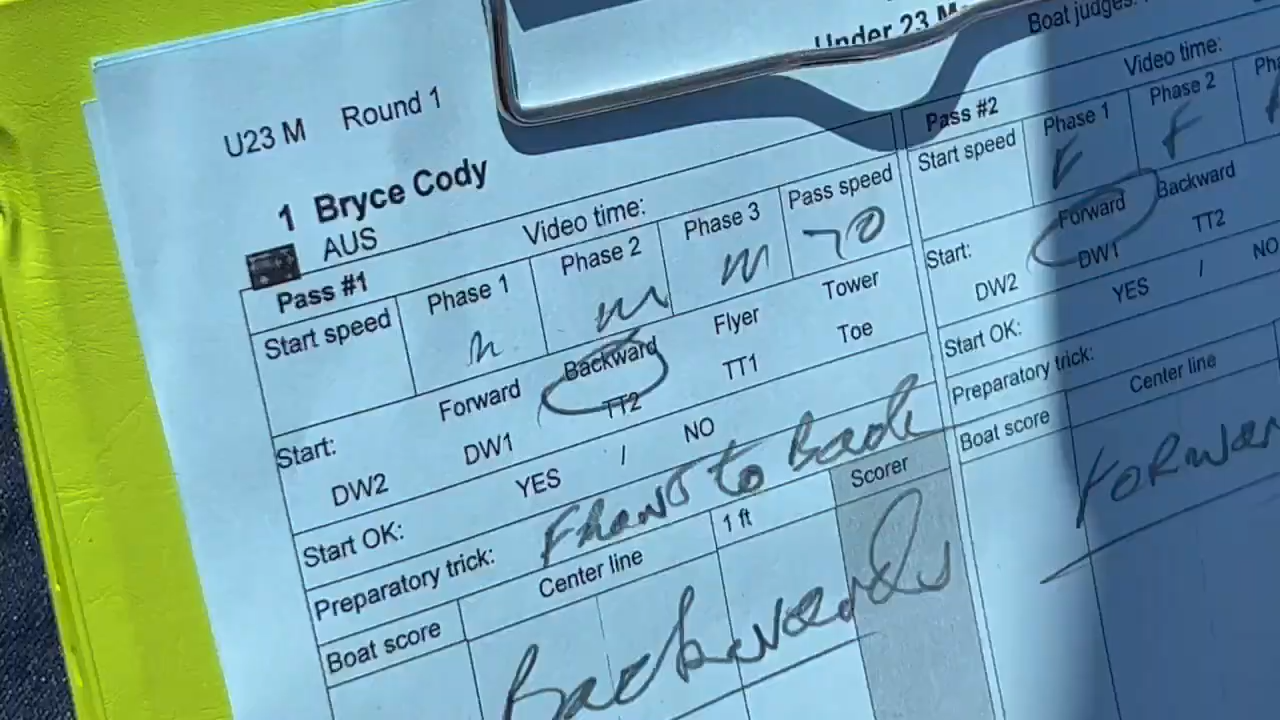 Under 23 M
Boat judges:
U23 M Round 1
1 Bryce Cody
AUS
Video time:
Pass #1
Start speed Phase 1 Phase 2 Phase 3 Pass speed
m m 70
Start: Forward Backward Flyer Tower
DW2 DW1 TT2 TT1 Toe
Start OK: YES / NO
Preparatory trick: Front to Back
Boat score Center line 1 ft Scorer
Backwards
Video time:
Pass #2
Start speed Phase 1 Phase 2
F F
Start: Forward Backward
DW2 DW1 TT2
Start OK: YES / NO
Preparatory trick:
Boat score Center line